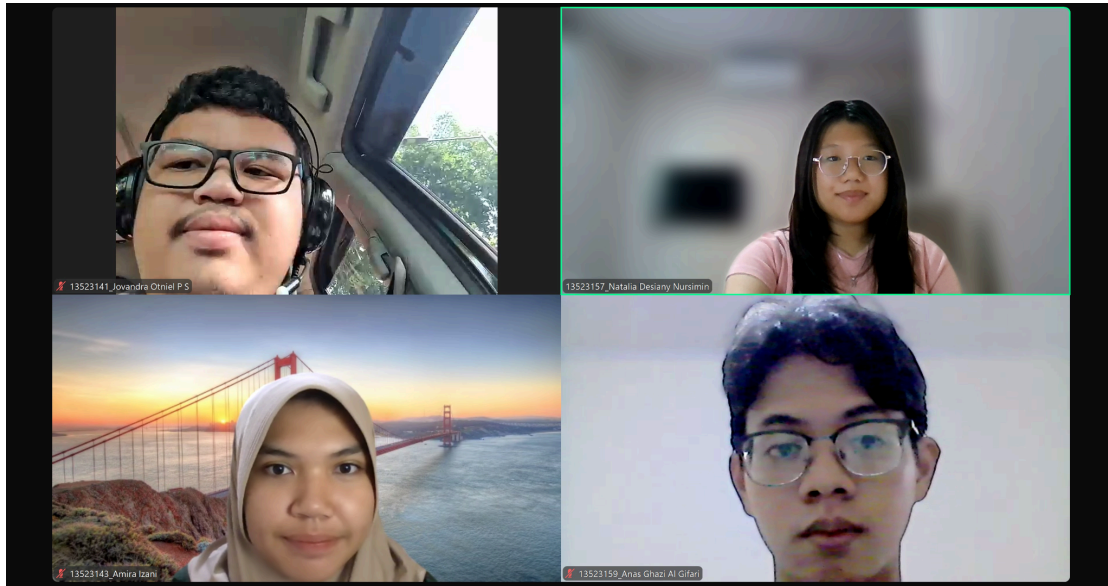 13523141_Jovandra Otniel P S
13523157_Natalia Desiany Nursimin
13523143_Amira Izani
13523159_Anas Ghazi Al Gifari